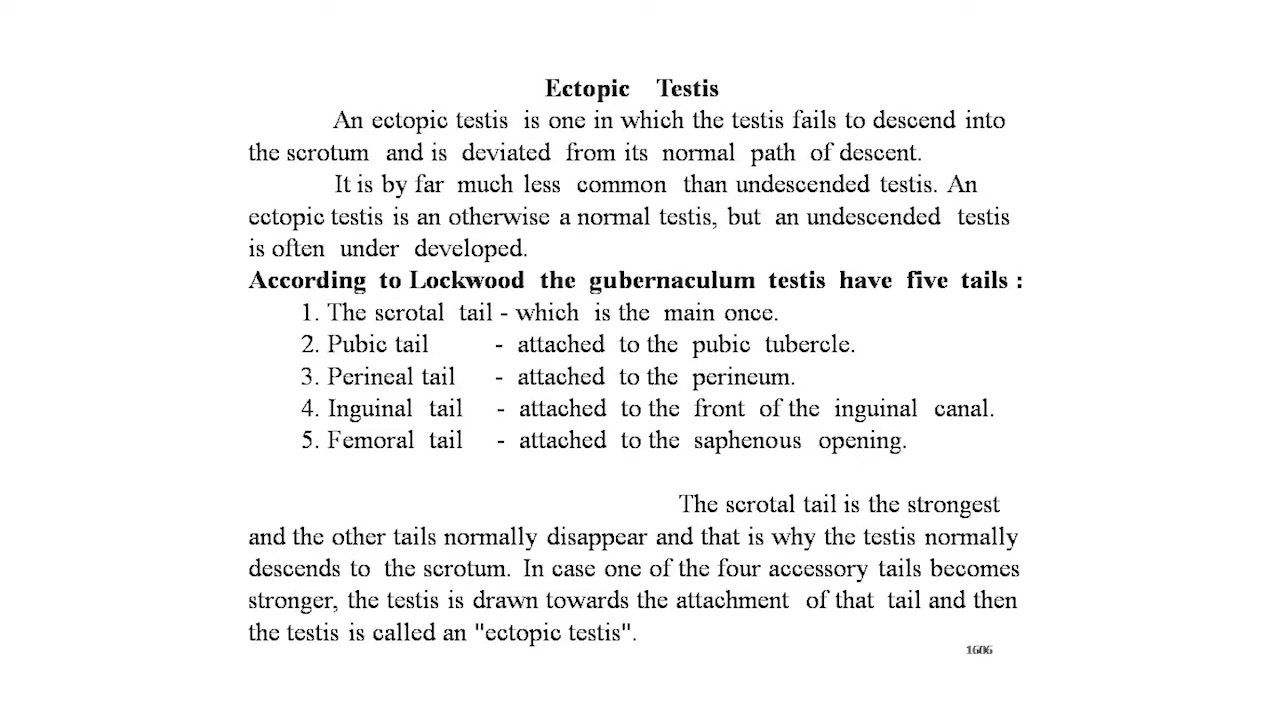 Ectopic Testis
An ectopic testis is one in which the testis fails to descend into
the scrotum and is deviated from its normal path of descent.
It is by far much less common than undescended testis. An
ectopic testis is an otherwise a normal testis, but an undescended testis
is often under developed.
According to Lockwood the gubernaculum testis have five tails :
1. The scrotal tail - which is the main once.
2. Pubic tail - attached to the pubic tubercle.
3. Perineal tail - attached to the perineum.
4. Inguinal tail - attached to the front of the inguinal canal.
5. Femoral tail - attached to the saphenous opening.
The scrotal tail is the strongest
and the other tails normally disappear and that is why the testis normally
descends to the scrotum. In case one of the four accessory tails becomes
stronger, the testis is drawn towards the attachment of that tail and then
the testis is called an "ectopic testis".
1606